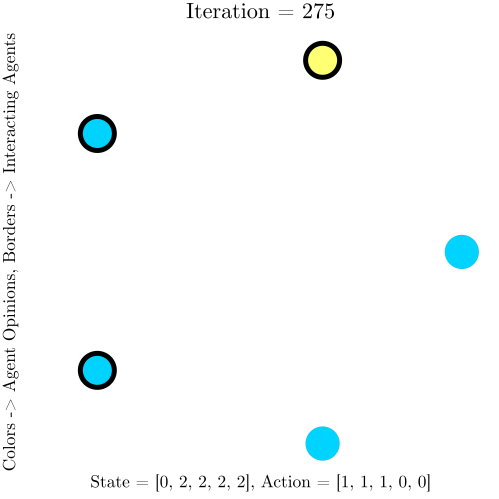 Iteration = 275
Colors -> Agent Opinions, Borders -> Interacting Agents
State = [0, 2, 2, 2, 2], Action = [1, 1, 1, 0, 0]